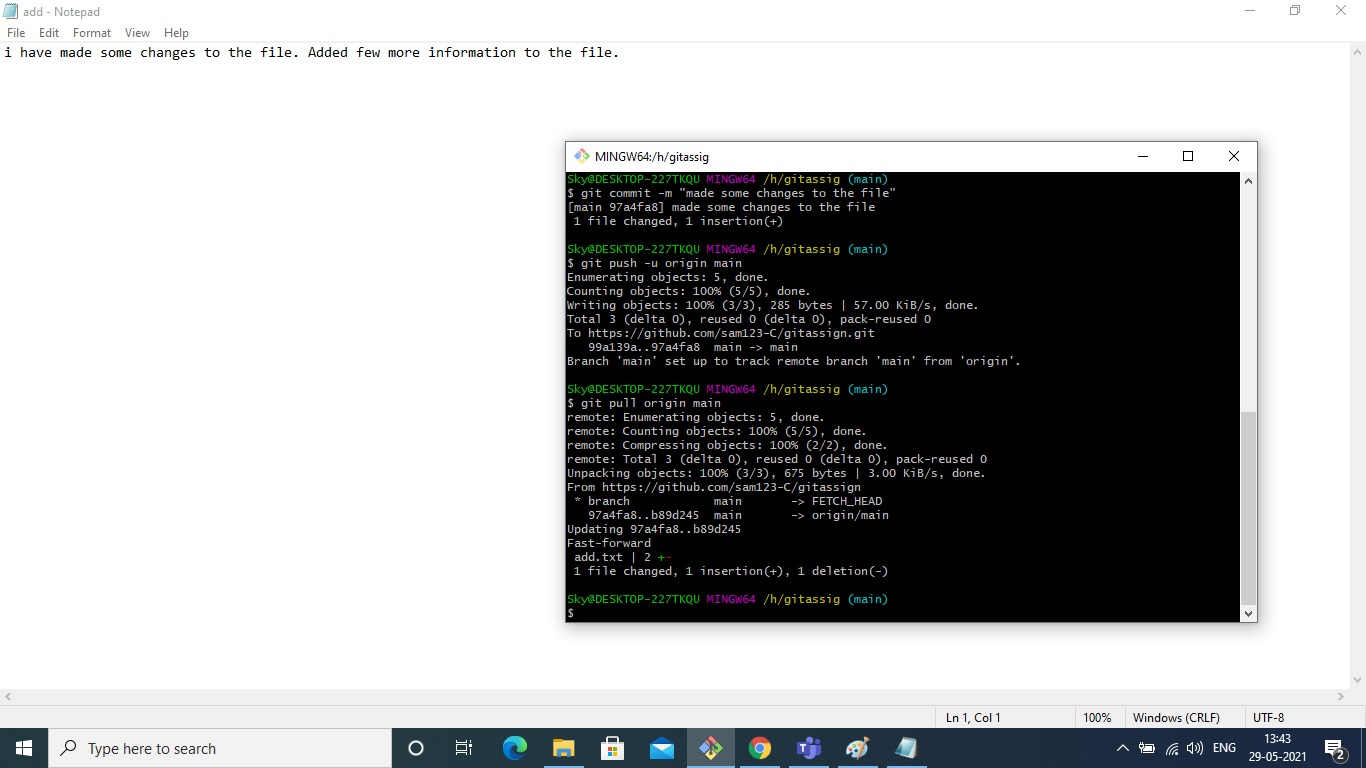 add - Notepad
File Edit Format View Help
i have made some changes to the file. Added few more information to the file.
MINGW64:/h/gitassig
Sky@DESKTOP-227TKQU MINGW64 /h/gitassig (main)
$ git commit -m "made some changes to the file"
[main 97a4fa8] made some changes to the file
 1 file changed, 1 insertion(+)
Sky@DESKTOP-227TKQU MINGW64 /h/gitassig (main)
$ git push -u origin main
Enumerating objects: 5, done.
Counting objects: 100% (5/5), done.
Writing objects: 100% (3/3), 285 bytes | 57.00 KiB/s, done.
Total 3 (delta 0), reused 0 (delta 0), pack-reused 0
To https://github.com/sam123-C/gitassign.git
   99a139a..97a4fa8  main -> main
Branch 'main' set up to track remote branch 'main' from 'origin'.
Sky@DESKTOP-227TKQU MINGW64 /h/gitassig (main)
$ git pull origin main
remote: Enumerating objects: 5, done.
remote: Counting objects: 100% (5/5), done.
remote: Compressing objects: 100% (2/2), done.
remote: Total 3 (delta 0), reused 0 (delta 0), pack-reused 0
Unpacking objects: 100% (3/3), 675 bytes | 3.00 KiB/s, done.
From https://github.com/sam123-C/gitassign
 * branch            main       -> FETCH_HEAD
   97a4fa8..b89d245  main       -> origin/main
Updating 97a4fa8..b89d245
Fast-forward
 add.txt | 2 +-
 1 file changed, 1 insertion(+), 1 deletion(-)
Sky@DESKTOP-227TKQU MINGW64 /h/gitassig (main)
$
Ln 1, Col 1 100% Windows (CRLF) UTF-8
Type here to search
ENG
13:43
29-05-2021
2